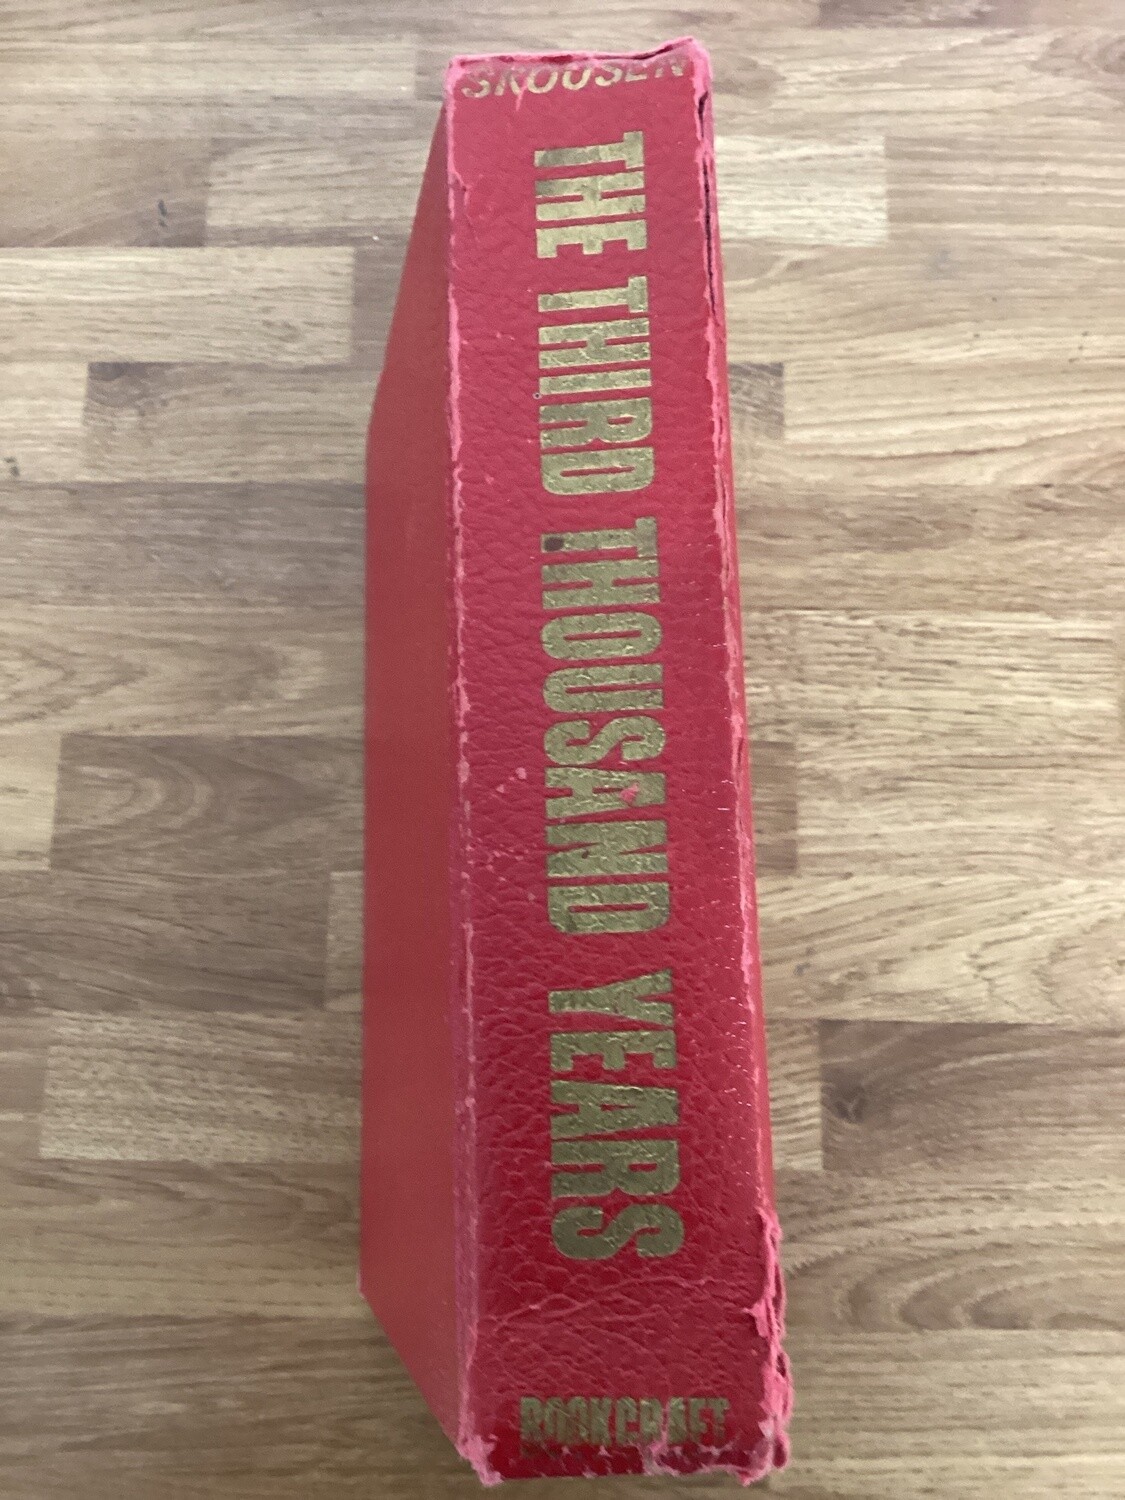 SKOUSEN
THE THIRD THOUSAND YEARS
BOOKCRAFT